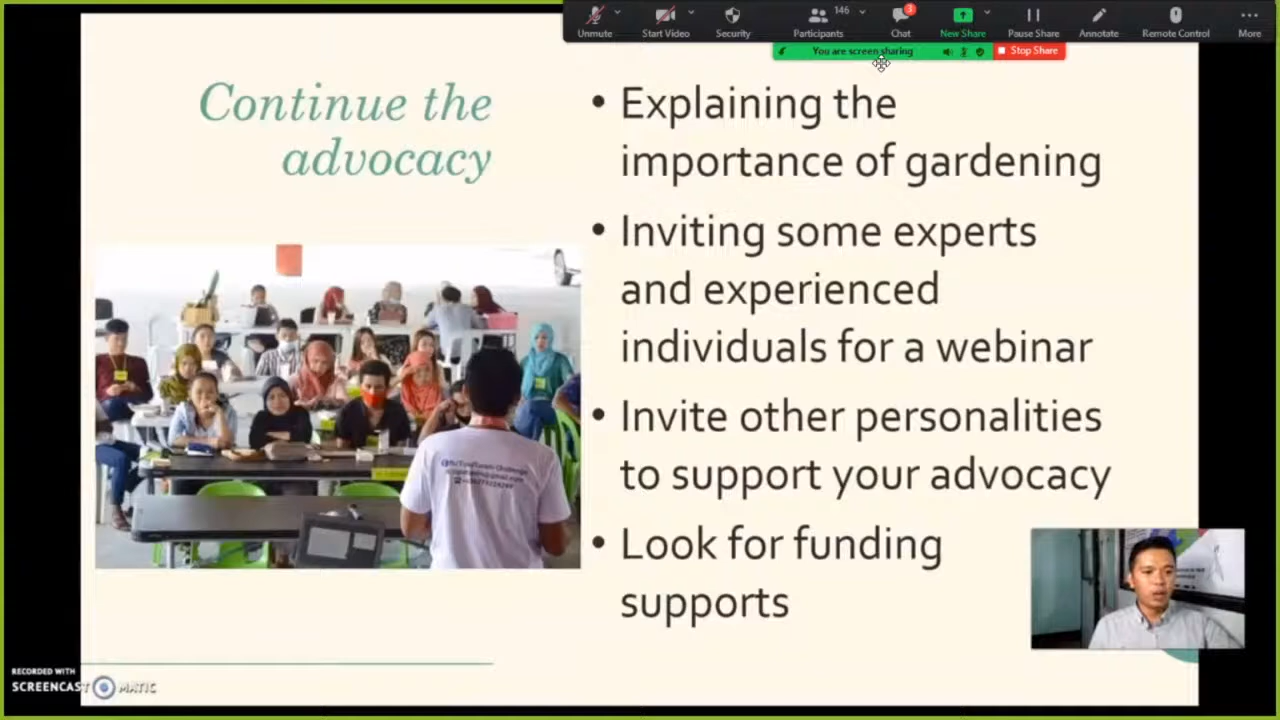 Unmute
Start Video
Security
Participants
146
Chat
3
New Share
Pause Share
Annotate
Remote Control
More
You are screen sharing
Stop Share
Continue the
advocacy
• Explaining the
importance of gardening
• Inviting some experts
and experienced
individuals for a webinar
• Invite other personalities
to support your advocacy
• Look for funding
supports
RECORDED WITH
SCREENCAST MATIC